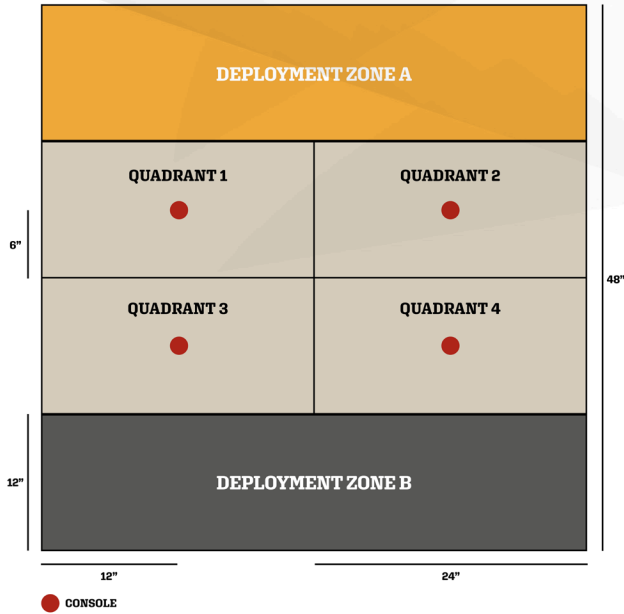 DEPLOYMENT ZONE A
QUADRANT 1
QUADRANT 2
6”
48”
QUADRANT 3
QUADRANT 4
12”
DEPLOYMENT ZONE B
12”
24”
CONSOLE